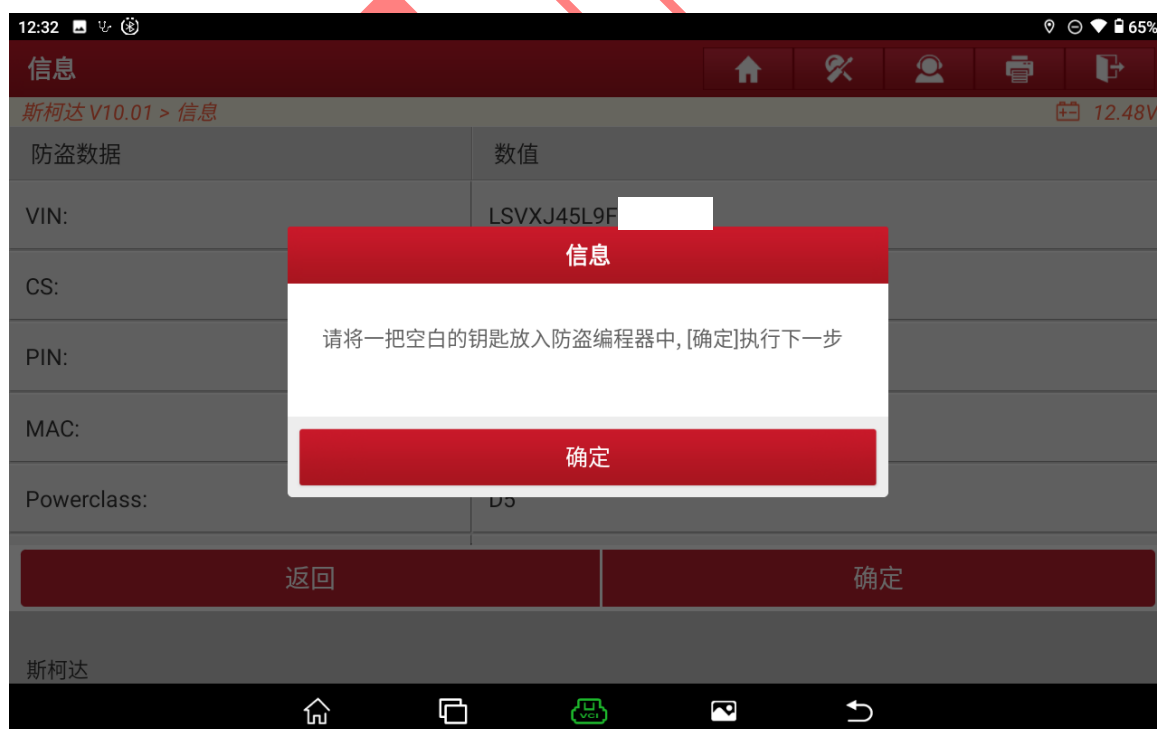 12:32
65%
信息
斯柯达 V10.01 > 信息
12.48V
防盗数据
数值
VIN:
LSVXJ45L9F
信息
CS:
请将一把空白的钥匙放入防盗编程器中, [确定]执行下一步
PIN:
MAC:
确定
Powerclass:
D5
返回
确定
斯柯达
VCI